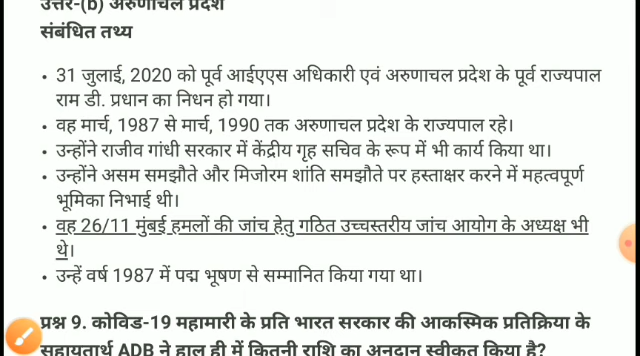 उत्तर-(b) अरुणाचल प्रदेश
संबंधित तथ्य
• 31 जुलाई, 2020 को पूर्व आईएएस अधिकारी एवं अरुणाचल प्रदेश के पूर्व राज्यपाल
राम डी. प्रधान का निधन हो गया।
• वह मार्च, 1987 से मार्च, 1990 तक अरुणाचल प्रदेश के राज्यपाल रहे।
• उन्होंने राजीव गांधी सरकार में केंद्रीय गृह सचिव के रूप में भी कार्य किया था।
• उन्होंने असम समझौते और मिजोरम शांति समझौते पर हस्ताक्षर करने में महत्वपूर्ण
भूमिका निभाई थी।
• वह 26/11 मुंबई हमलों की जांच हेतु गठित उच्चस्तरीय जांच आयोग के अध्यक्ष भी
थे।
• उन्हें वर्ष 1987 में पद्म भूषण से सम्मानित किया गया था।
प्रश्न 9. कोविड-19 महामारी के प्रति भारत सरकार की आकस्मिक प्रतिक्रिया के
सहायतार्थ ADB ने हाल ही में कितनी राशि का अनुदान स्वीकृत किया है?